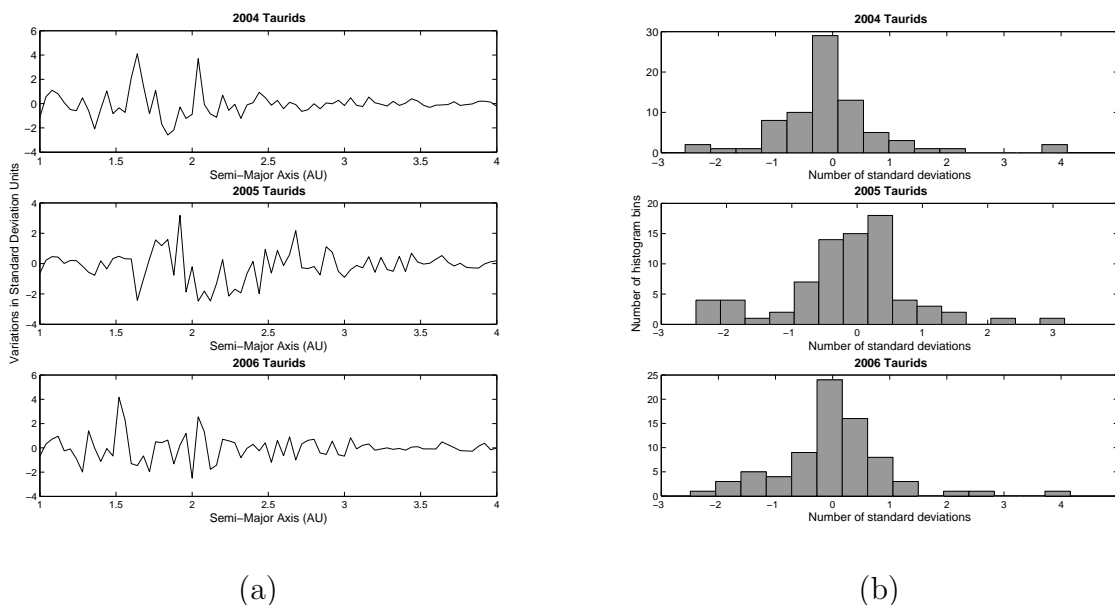 2004 Taurids
6
4
2
0
−2
−4
1 1.5 2 2.5 3 3.5 4
Semi−Major Axis (AU)
2005 Taurids
4
2
0
−2
−4
1 1.5 2 2.5 3 3.5 4
Semi−Major Axis (AU)
2006 Taurids
6
4
2
0
−2
−4
1 1.5 2 2.5 3 3.5 4
Semi−Major Axis (AU)
Variations in Standard Deviation Units
(a)
2004 Taurids
30
20
10
0
−3 −2 −1 0 1 2 3 4
Number of standard deviations
2005 Taurids
20
15
10
5
0
−3 −2 −1 0 1 2 3
Number of standard deviations
2006 Taurids
25
20
15
10
5
0
−3 −2 −1 0 1 2 3 4
Number of standard deviations
Number of histogram bins
(b)